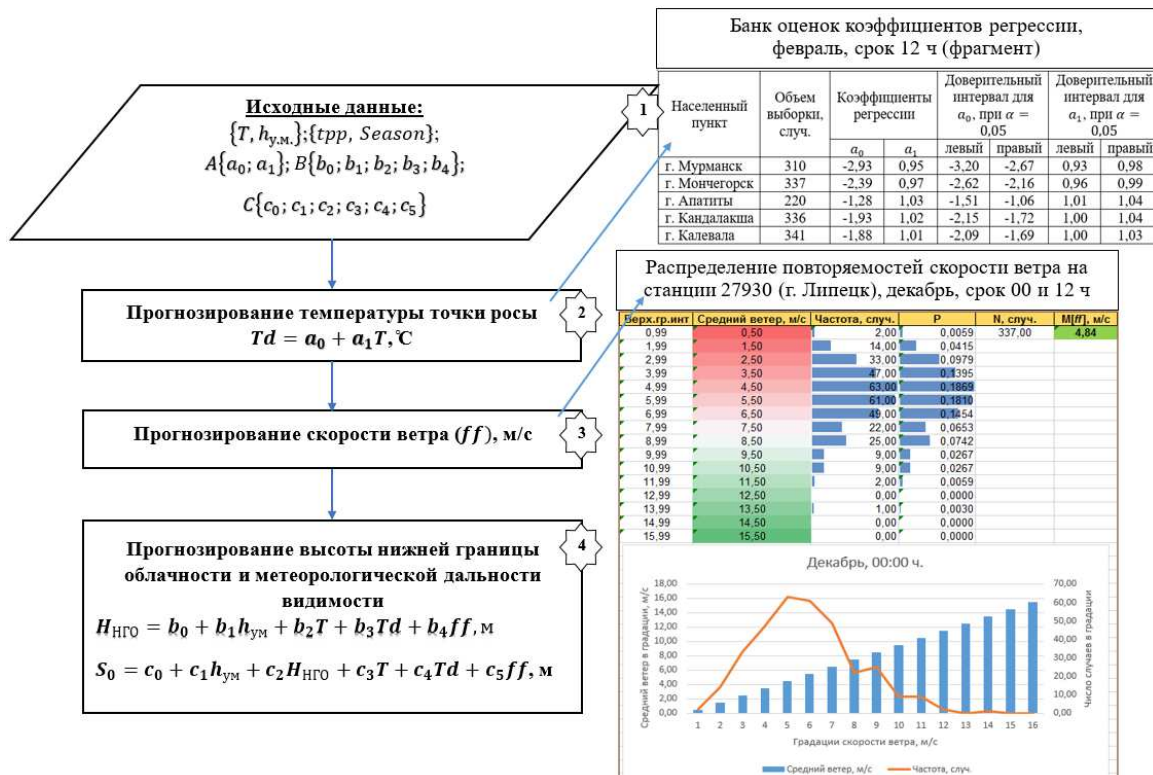 Исходные данные:
{T, hу.м.};{tpp, Season};
A{a0; a1}; B{b0; b1; b2; b3; b4};
C{c0; c1; c2; c3; c4; c5}
1
Прогнозирование температуры точки росы
Td = a0 + a1T, ℃
2
Прогнозирование скорости ветра (ff), м/с
3
Прогнозирование высоты нижней границы
облачности и метеорологической дальности
видимости
HНГО = b0 + b1hум + b2T + b3Td + b4ff, м
S0 = c0 + c1hум + c2HНГО + c3T + c4Td + c5ff, м
4
Банк оценок коэффициентов регрессии,
февраль, срок 12 ч (фрагмент)
Населенный пункт Объем выборки, случ. Коэффициенты регрессии Доверительный интервал для a0, при α = 0,05 Доверительный интервал для a1, при α = 0,05
a0 a1 левый правый левый правый
г. Мурманск 310 -2,93 0,95 -3,20 -2,67 0,93 0,98
г. Мончегорск 337 -2,39 0,97 -2,62 -2,16 0,96 0,99
г. Апатиты 220 -1,28 1,03 -1,51 -1,06 1,01 1,04
г. Кандалакша 336 -1,93 1,02 -2,15 -1,72 1,00 1,04
г. Калевала 341 -1,88 1,01 -2,09 -1,69 1,00 1,03
Распределение повторяемостей скорости ветра на
станции 27930 (г. Липецк), декабрь, срок 00 и 12 ч
Верх.гр.инт Средний ветер, м/с Частота, случ. P N, случ. M[ff], м/с
0,99 0,50 2,00 0,0059 337,00 4,84
1,99 1,50 14,00 0,0415
2,99 2,50 33,00 0,0979
3,99 3,50 47,00 0,1395
4,99 4,50 63,00 0,1869
5,99 5,50 61,00 0,1810
6,99 6,50 49,00 0,1454
7,99 7,50 22,00 0,0653
8,99 8,50 25,00 0,0742
9,99 9,50 9,00 0,0267
10,99 10,50 9,00 0,0267
11,99 11,50 2,00 0,0059
12,99 12,50 0,00 0,0000
13,99 13,50 1,00 0,0030
14,99 14,50 0,00 0,0000
15,99 15,50 0,00 0,0000
Декабрь, 00:00 ч.
Средний ветер в градации, м/с
18,00
16,00
14,00
12,00
10,00
8,00
6,00
4,00
2,00
0,00
70,00
60,00
50,00
40,00
30,00
20,00
10,00
0,00
Число случаев в градации
1 2 3 4 5 6 7 8 9 10 11 12 13 14 15 16
Градации скорости ветра, м/с
Средний ветер, м/с Частота, случ.